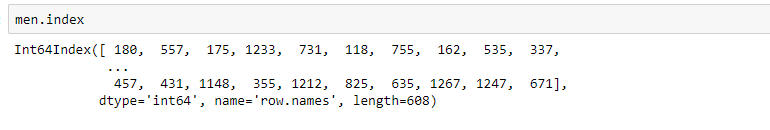 men.index
Int64Index([ 180,  557,  175, 1233,  731,  118,  755,  162,  535,  337,
            ...
             457,  431, 1148,  355, 1212,  825,  635, 1267, 1247,  671],
           dtype='int64', name='row.names', length=608)